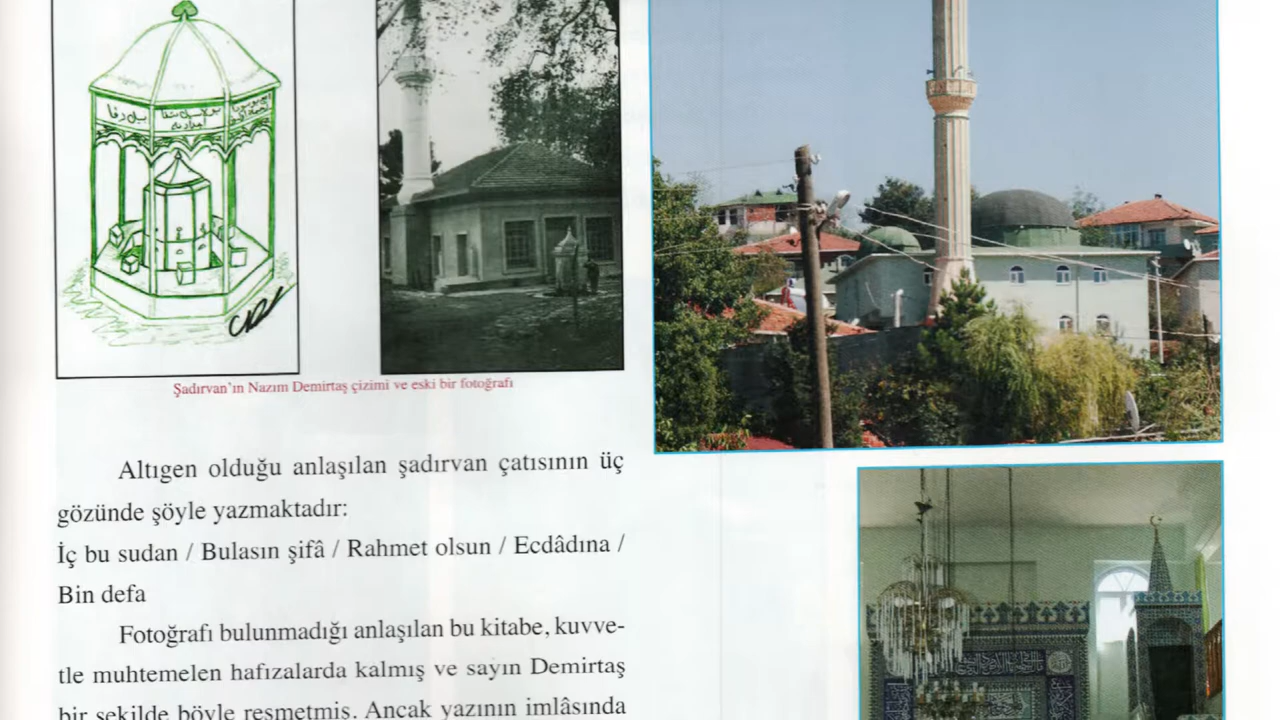 Şadırvan'ın Nazım Demirtaş çizimi ve eski bir fotoğrafı
Altıgen olduğu anlaşılan şadırvan çatısının üç
gözünde şöyle yazmaktadır:
İç bu sudan / Bulasın şifâ / Rahmet olsun / Ecdâdına /
Bin defa
Fotoğrafı bulunmadığı anlaşılan bu kitabe, kuvve-
tle muhtemelen hafızalarda kalmış ve sayın Demirtaş
bir şekilde böyle resmetmiş. Ancak yazının imlâsında